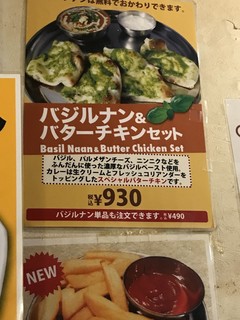 は無料でおかわりできます。
バジルナン&
バターチキンセット
Basil Naan & Butter Chicken Set
バジル、パルメザンチーズ、ニンニクなどを
ふんだんに使った濃厚なバジルペースト使用。
カレーは生クリームとフレッシュコリアンダーを
トッピングしたスペシャルバターチキンです。
税込 ¥930
バジルナン単品も注文できます。 ¥490
NEW